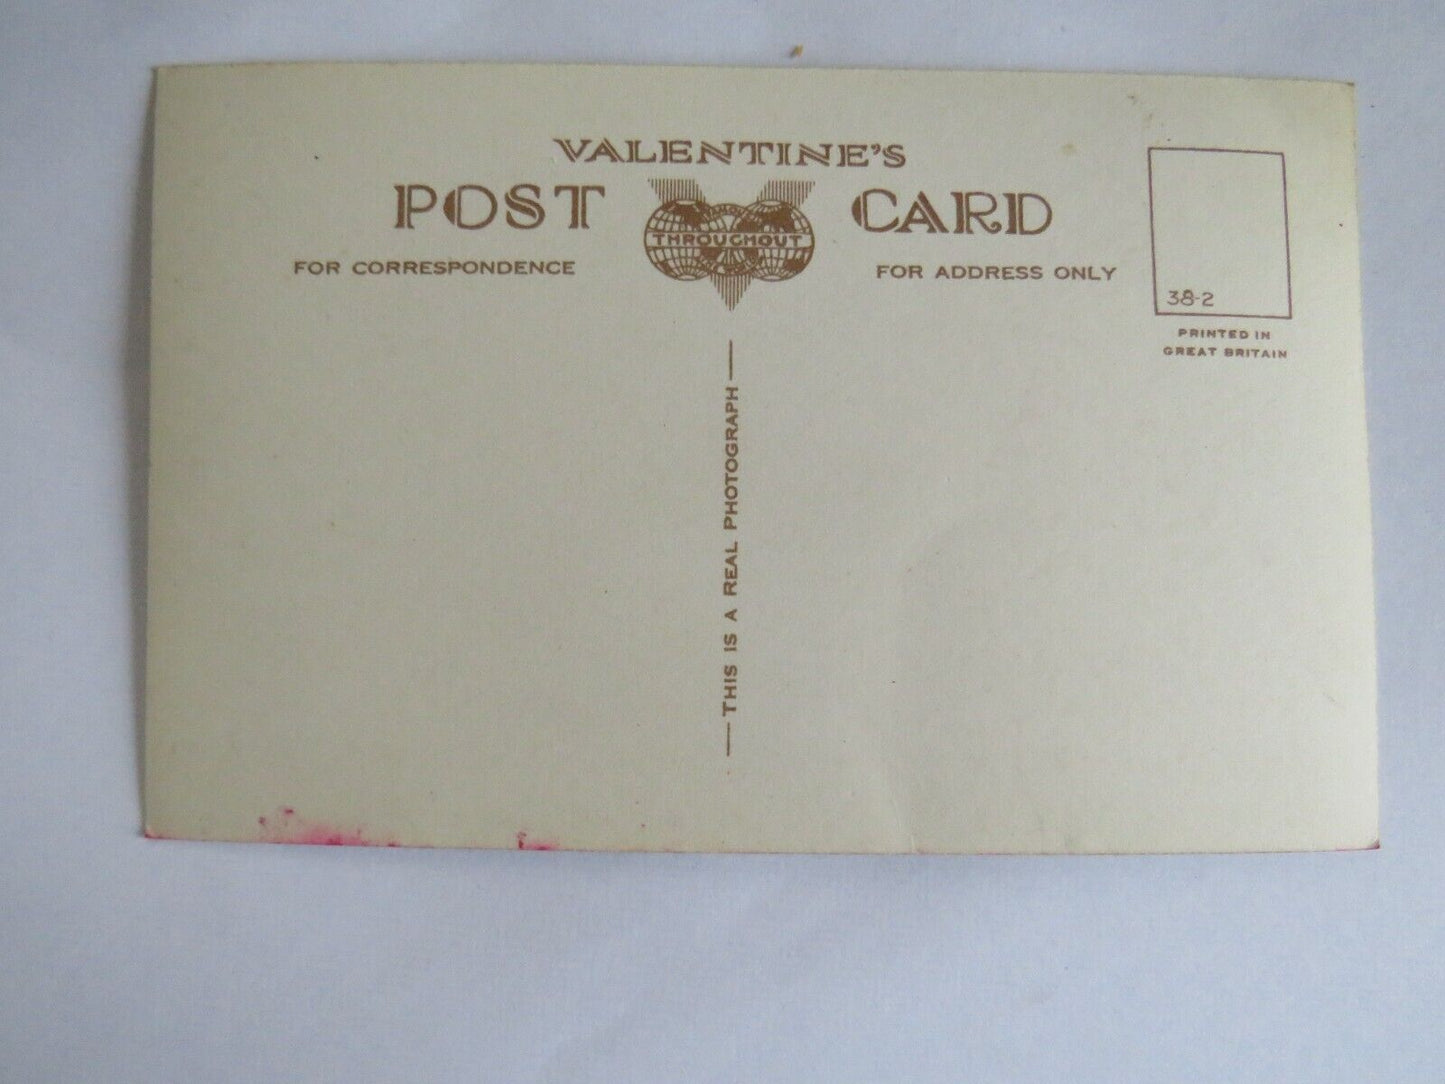 VALENTINE'S
POST CARD
THROUGHOUT
FOR CORRESPONDENCE
FOR ADDRESS ONLY
38-2
PRINTED IN
GREAT BRITAIN
THIS IS A REAL PHOTOGRAPH